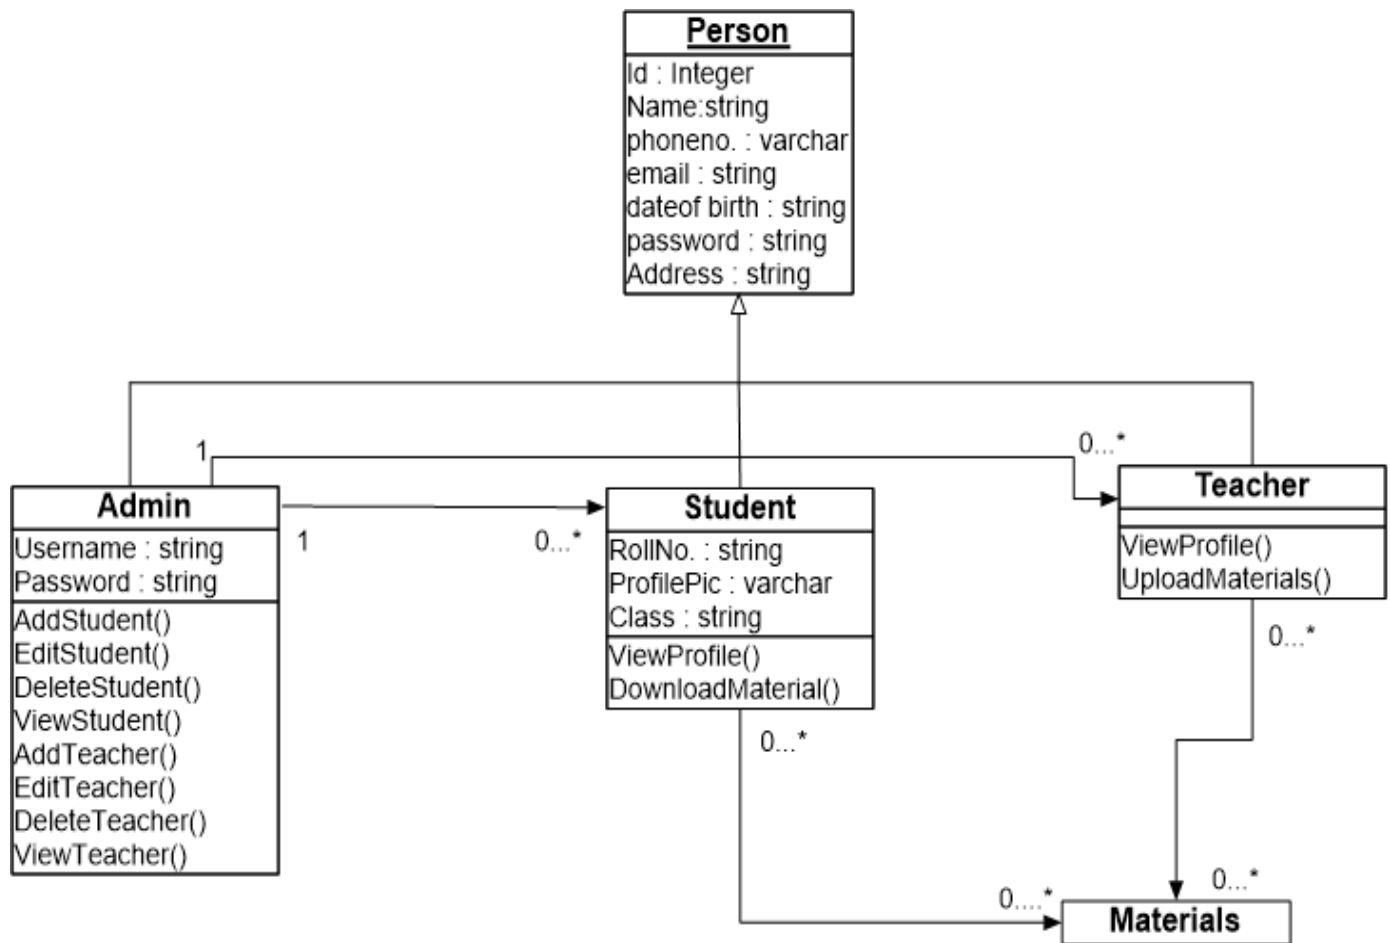 Person
Id : Integer
Name:string
phoneno. : varchar
email : string
dateof birth : string
password : string
Address : string
1
0...*
Admin
Username : string
Password : string
AddStudent()
EditStudent()
DeleteStudent()
ViewStudent()
AddTeacher()
EditTeacher()
DeleteTeacher()
ViewTeacher()
1
0...*
Student
RollNo. : string
ProfilePic : varchar
Class : string
ViewProfile()
DownloadMaterial()
Teacher
ViewProfile()
UploadMaterials()
0...*
0...*
0....*
0...*
Materials